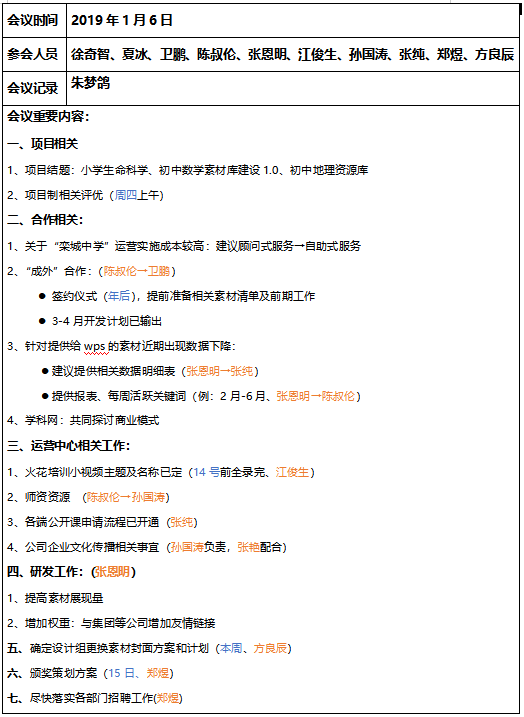 会议时间 2019年1月6日
参会人员 徐奇智、夏冰、卫鹏、陈叔伦、张恩明、江俊生、孙国涛、张纯、郑煜、方良辰
会议记录 朱梦鸽
会议重要内容：
一、项目相关
1、项目结题：小学生命科学、初中数学素材库建设1.0、初中地理资源库
2、项目制相关评优（周四上午）
二、合作相关：
1、关于“栾城中学”运营实施成本较高：建议顾问式服务→自助式服务
2、“成外”合作：（陈叔伦→卫鹏）
● 签约仪式（年后），提前准备相关素材清单及前期工作
● 3-4月开发计划已输出
3、针对提供给wps的素材近期出现数据下降：
●建议提供相关数据明细表（张恩明→张纯）
●提供报表、每周活跃关键词（例：2月-6月、张恩明→陈叔伦）
4、学科网：共同探讨商业模式
三、运营中心相关工作：
1、火花培训小视频主题及名称已定（14号前全录完、江俊生）
2、师资资源 （陈叔伦→孙国涛）
3、各端公开课申请流程已开通（张纯）
4、公司企业文化传播相关事宜（孙国涛负责，张艳配合）
四、研发工作：（张恩明）
1、提高素材展现量
2、增加权重：与集团等公司增加友情链接
五、确定设计组更换素材封面方案和计划（本周、方良辰）
六、颁奖策划方案（15日、郑煜）
七、尽快落实各部门招聘工作(郑煜)